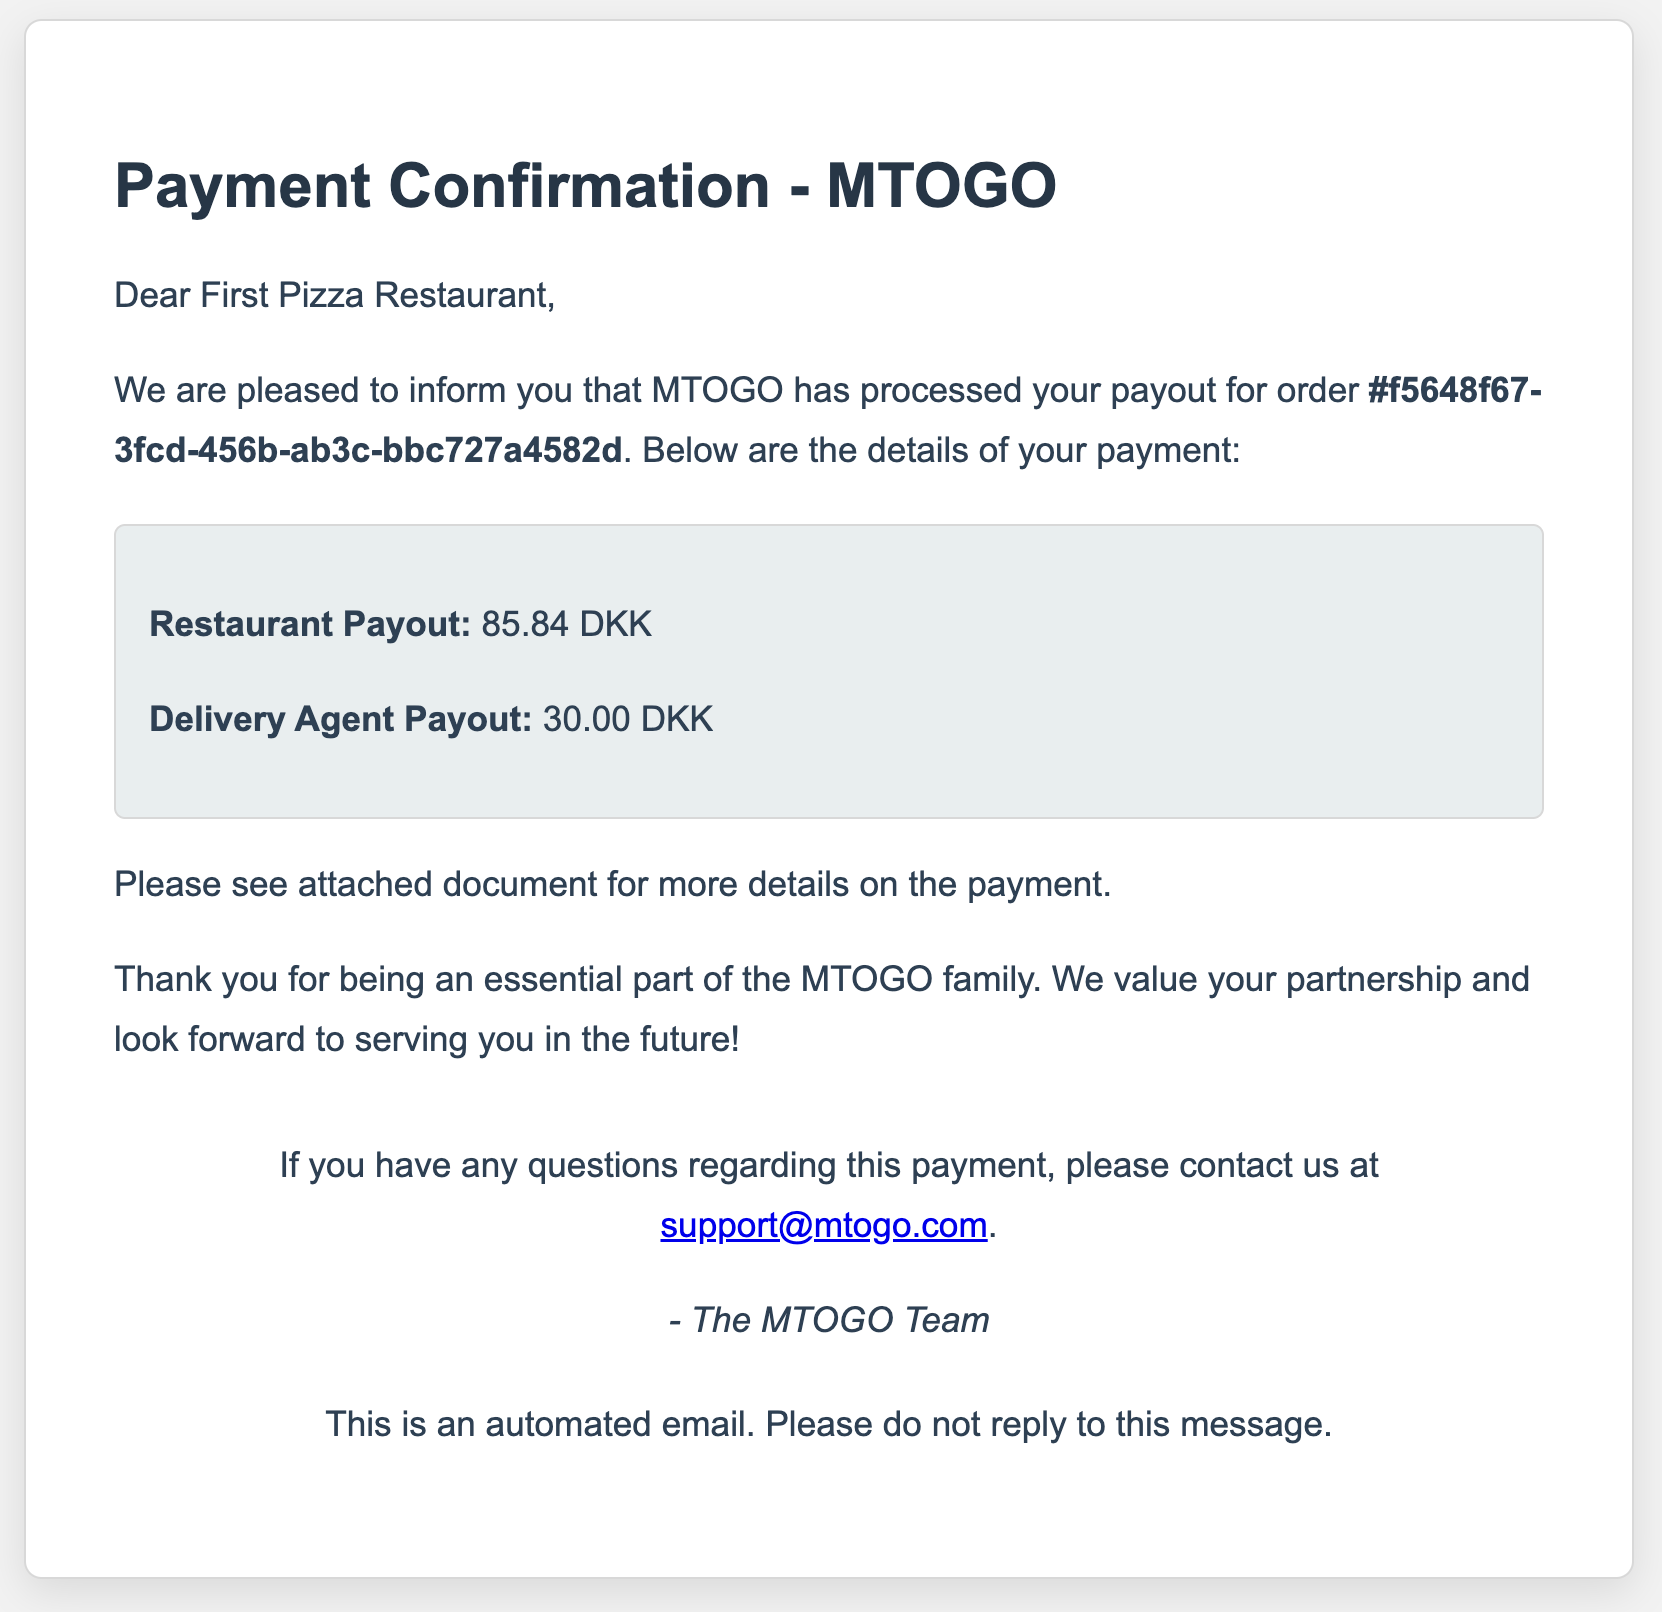 Payment Confirmation - MTOGO
Dear First Pizza Restaurant,
We are pleased to inform you that MTOGO has processed your payout for order #f5648f67-
3fcd-456b-ab3c-bbc727a4582d. Below are the details of your payment:
Restaurant Payout: 85.84 DKK
Delivery Agent Payout: 30.00 DKK
Please see attached document for more details on the payment.
Thank you for being an essential part of the MTOGO family. We value your partnership and
look forward to serving you in the future!
If you have any questions regarding this payment, please contact us at
support@mtogo.com.
- The MTOGO Team
This is an automated email. Please do not reply to this message.